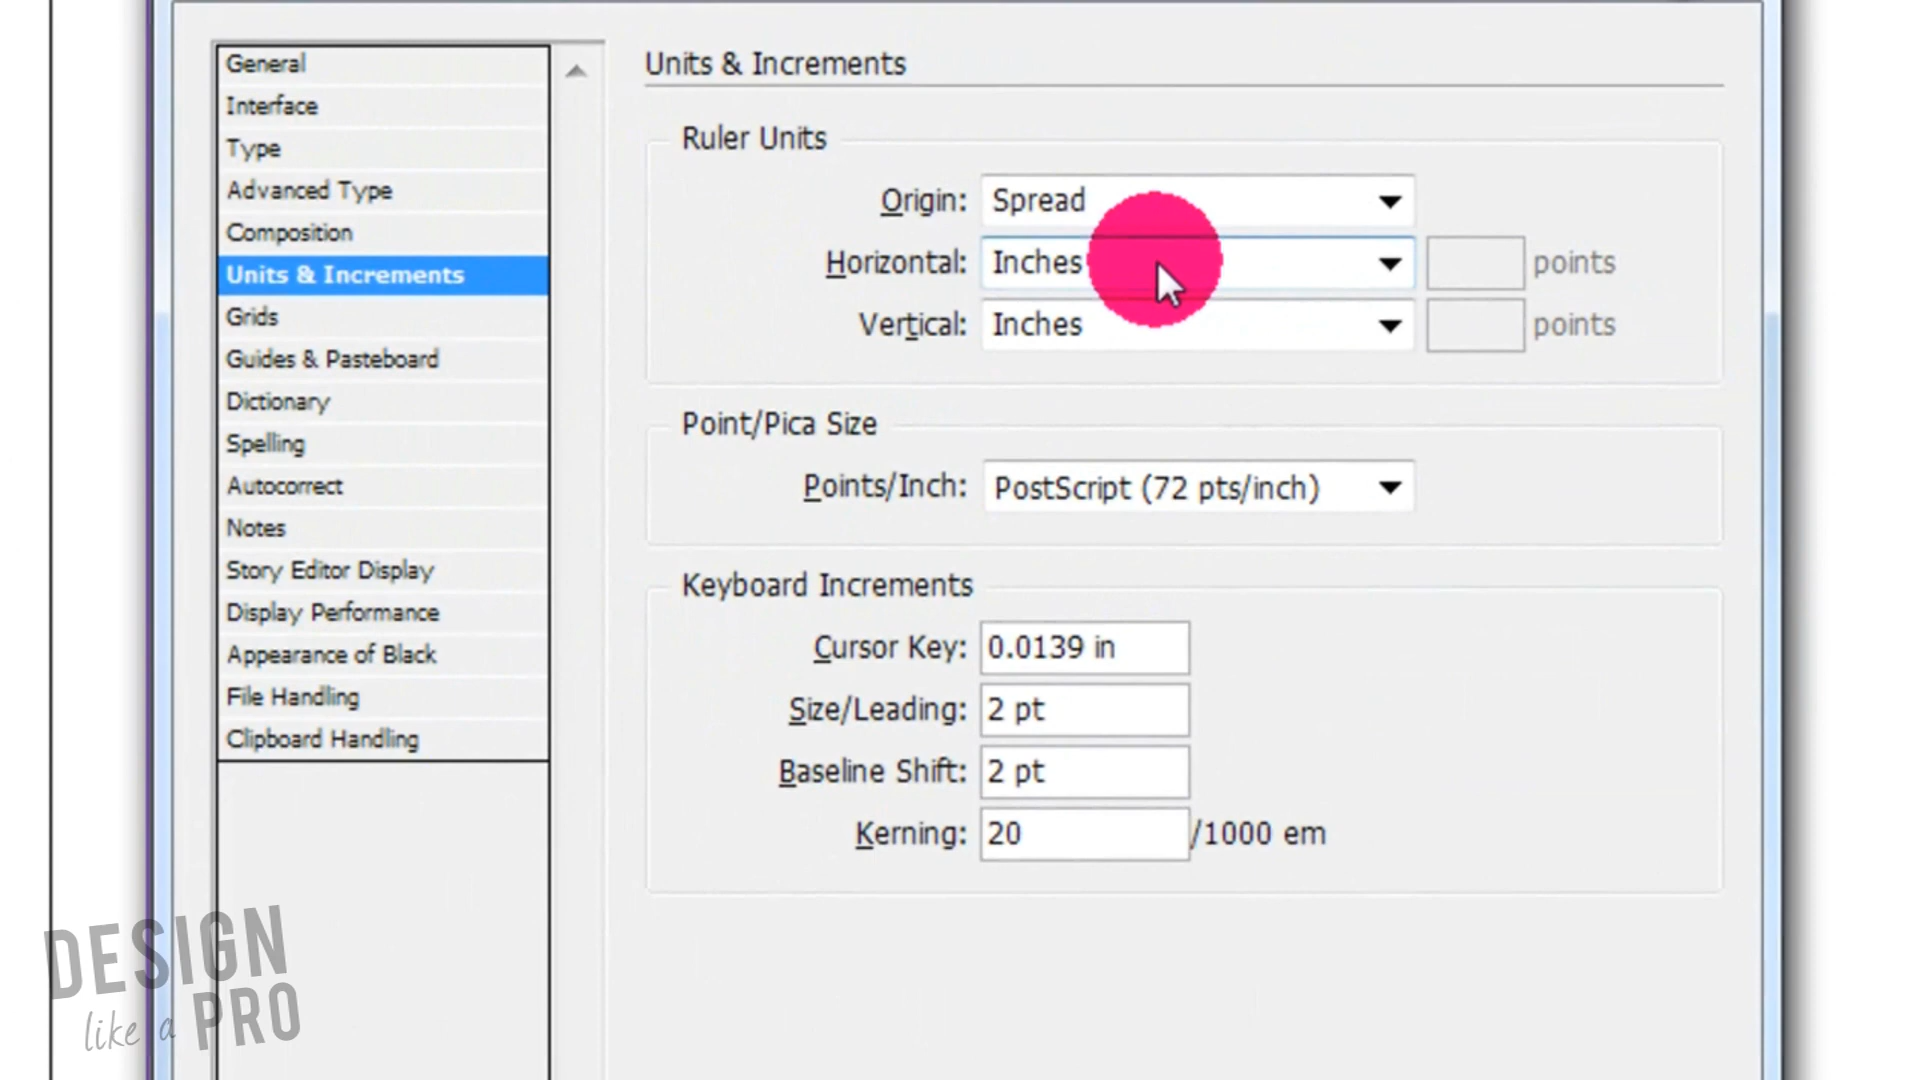 General
Interface
Type
Advanced Type
Composition
Units & Increments
Grids
Guides & Pasteboard
Dictionary
Spelling
Autocorrect
Notes
Story Editor Display
Display Performance
Appearance of Black
File Handling
Clipboard Handling
Units & Increments
Ruler Units
Origin: Spread
Horizontal: Inches points
Vertical: Inches points
Point/Pica Size
Points/Inch: PostScript (72 pts/inch)
Keyboard Increments
Cursor Key: 0.0139 in
Size/Leading: 2 pt
Baseline Shift: 2 pt
Kerning: 20 /1000 em
DESIGN
like a PRO